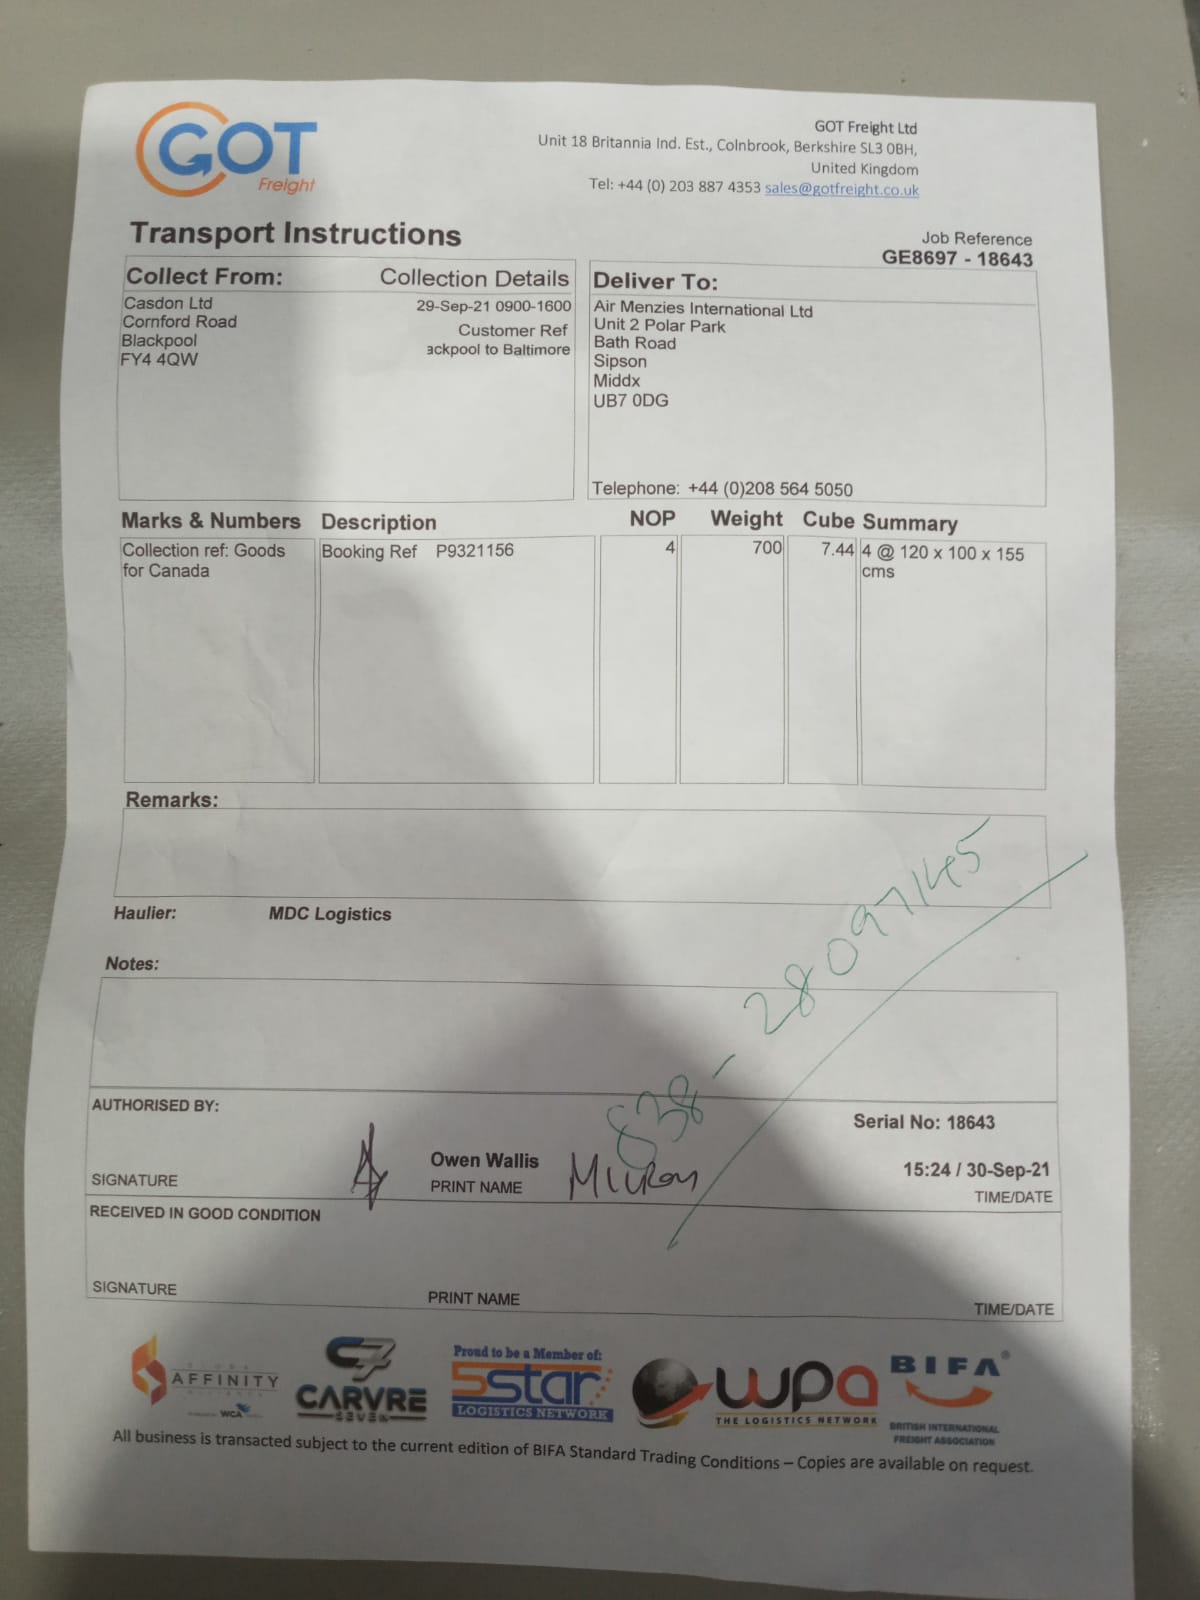 GOT
Freight
GOT Freight Ltd
Unit 18 Britannia Ind. Est., Colnbrook, Berkshire SL3 0BH,
United Kingdom
Tel: +44 (0) 203 887 4353 sales@gotfreight.co.uk
Transport Instructions
Job Reference
GE8697 - 18643
Collect From: Collection Details
Casdon Ltd 29-Sep-21 0900-1600
Cornford Road Customer Ref
Blackpool ackpool to Baltimore
FY4 4QW
Deliver To:
Air Menzies International Ltd
Unit 2 Polar Park
Bath Road
Sipson
Middx
UB7 0DG
Telephone: +44 (0)208 564 5050
Marks & Numbers Description NOP Weight Cube Summary
Collection ref: Goods Booking Ref P9321156 4 700 7.44 4 @ 120 x 100 x 155
for Canada cms
Remarks:
Haulier: MDC Logistics
Notes:
838 - 28097145
AUTHORISED BY:
Serial No: 18643
Owen Wallis 15:24 / 30-Sep-21
SIGNATURE PRINT NAME TIME/DATE
RECEIVED IN GOOD CONDITION
SIGNATURE PRINT NAME TIME/DATE
AFFINITY
WCA
C7
CARVRE
SEVEN
Proud to be a Member of:
5star
LOGISTICS NETWORK
wpa
THE LOGISTICS NETWORK
BIFA®
BRITISH INTERNATIONAL
FREIGHT ASSOCIATION
All business is transacted subject to the current edition of BIFA Standard Trading Conditions – Copies are available on request.